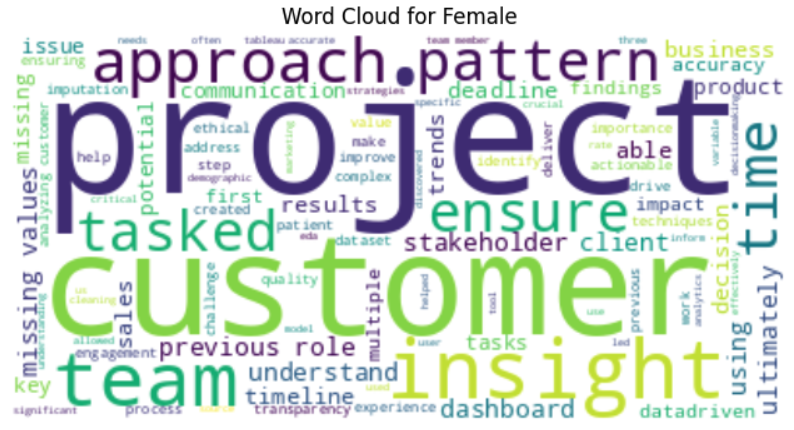 Word Cloud for Female
needs often tableau accurate team member three
issue approach pattern business
ensuring accuracy
imputation communication strategies deadline findings product
project
missing customer potential ethical address step demographic help marketing value make improve complex specific discovered trends crucial identify deliver importance rate actionable able variable decisionmaking
analyzing
critical first results drive impact
created patient ensure techniques time
values tasked eda dataset stakeholder client inform decision
customer
us cleaning challenge quality helped tool previous use work analytics effectively
missing understanding sales model multiple
allowed engagement previous role user tasks led using ultimately
key team understand used insight
timeline
significant process transparency experience dashboard datadriven